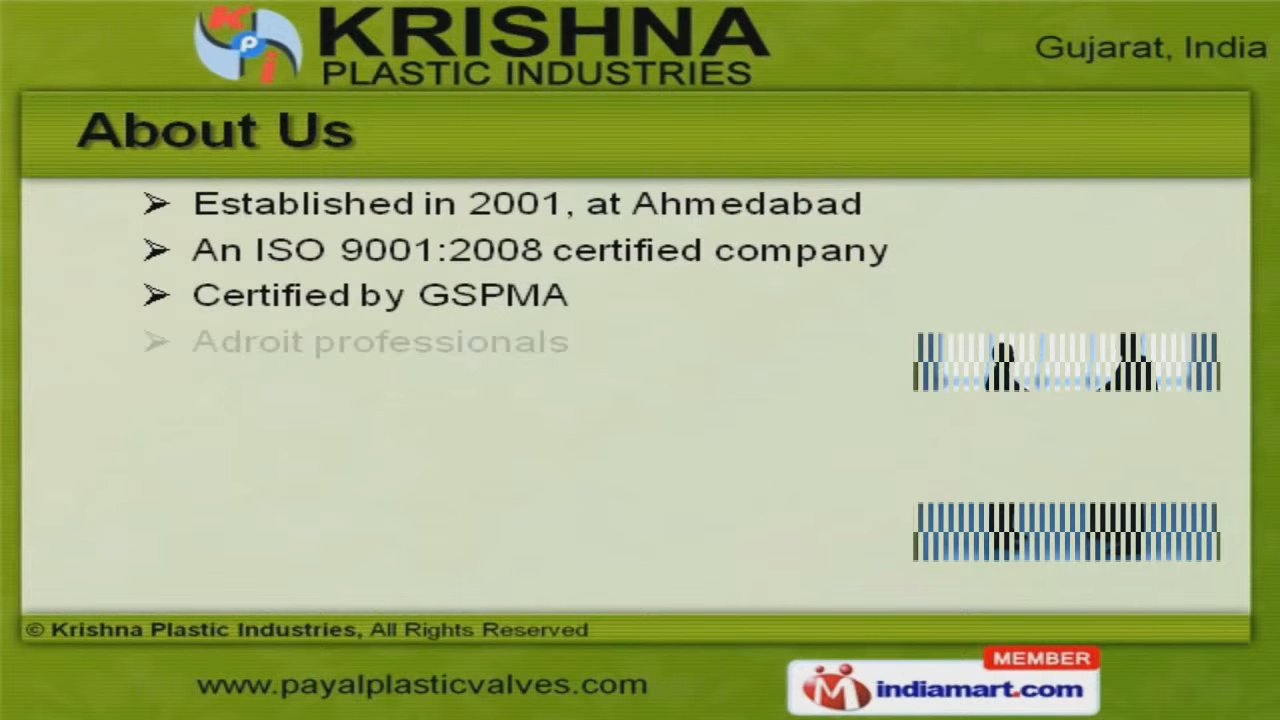 KPi
KRISHNA
PLASTIC INDUSTRIES
Gujarat, India
About Us
➢ Established in 2001, at Ahmedabad
➢ An ISO 9001:2008 certified company
➢ Certified by GSPMA
➢ Adroit professionals
© Krishna Plastic Industries, All Rights Reserved
www.payalplasticvalves.com
MEMBER
indiamart.com